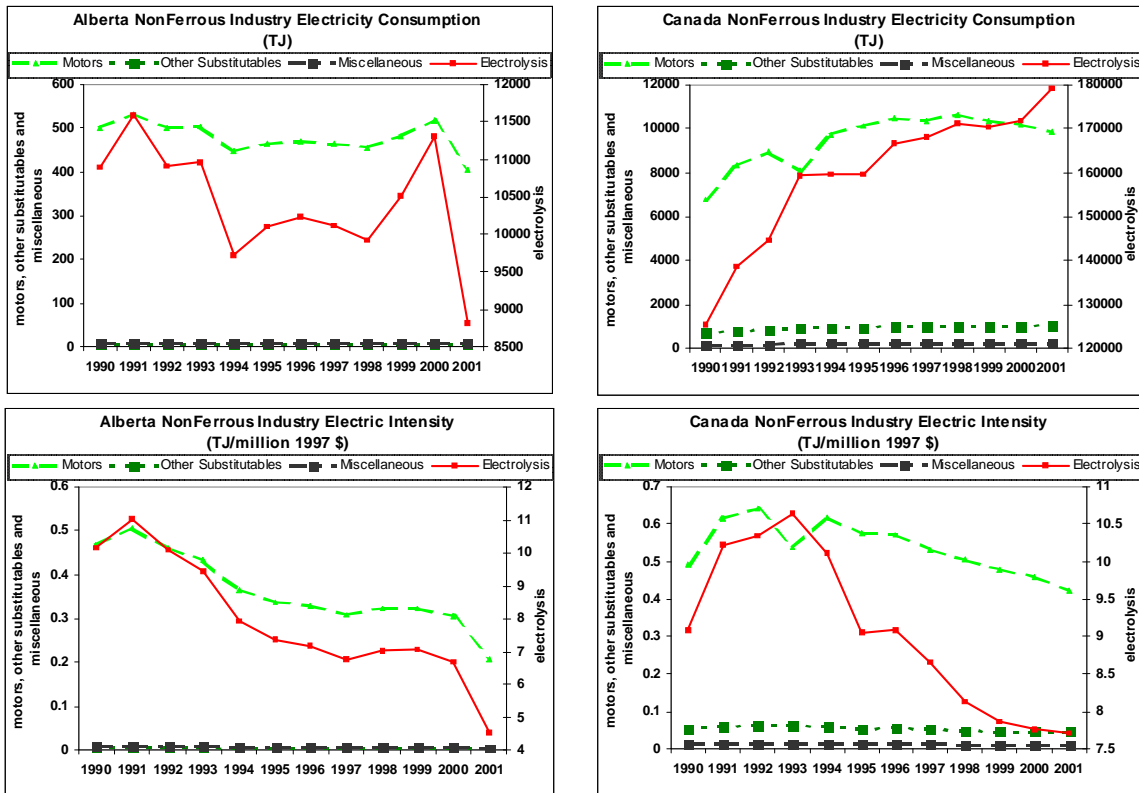 Alberta NonFerrous Industry Electricity Consumption
(TJ)
Motors Other Substitutables Miscellaneous Electrolysis
600
500
400
300
200
100
0
motors, other substitutables and
miscellaneous
12000
11500
11000
10500
10000
9500
9000
8500
electrolysis
1990 1991 1992 1993 1994 1995 1996 1997 1998 1999 2000 2001
Canada NonFerrous Industry Electricity Consumption
(TJ)
Motors Other Substitutables Miscellaneous Electrolysis
12000
10000
8000
6000
4000
2000
0
motors, other substitutables and
miscellaneous
180000
170000
160000
150000
140000
130000
120000
electrolysis
1990 1991 1992 1993 1994 1995 1996 1997 1998 1999 2000 2001
Alberta NonFerrous Industry Electric Intensity
(TJ/million 1997 $)
Motors Other Substitutables Miscellaneous Electrolysis
0.6
0.5
0.4
0.3
0.2
0.1
0
motors, other substitutables and
miscellaneous
12
11
10
9
8
7
6
5
4
electrolysis
1990 1991 1992 1993 1994 1995 1996 1997 1998 1999 2000 2001
Canada NonFerrous Industry Electric Intensity
(TJ/million 1997 $)
Motors Other Substitutables Miscellaneous Electrolysis
0.7
0.6
0.5
0.4
0.3
0.2
0.1
0
motors, other substitutables and
miscellaneous
11
10.5
10
9.5
9
8.5
8
7.5
electrolysis
1990 1991 1992 1993 1994 1995 1996 1997 1998 1999 2000 2001